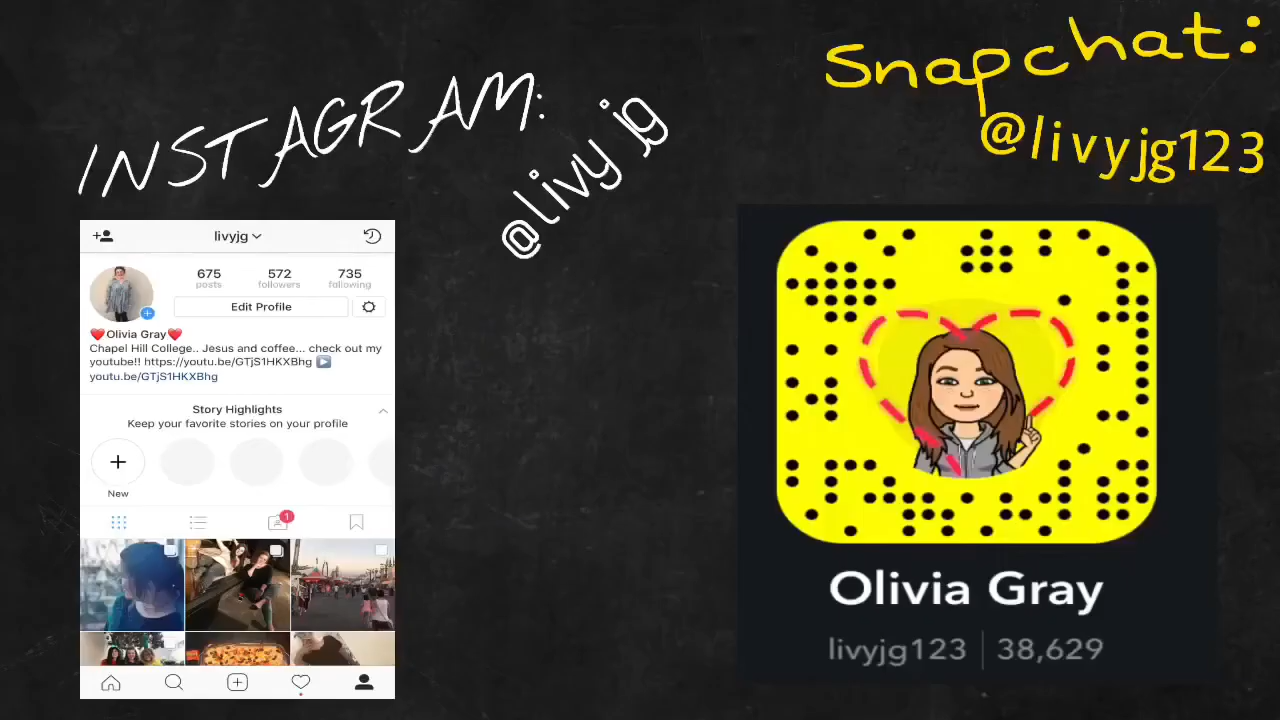 INSTAGRAM:
@livyjg
livyjg
675 572 735
posts followers following
Edit Profile
❤️Olivia Gray❤️
Chapel Hill College.. Jesus and coffee... check out my
youtube!! https://youtu.be/GTjS1HKXBhg ▶️
youtu.be/GTjS1HKXBhg
Story Highlights
Keep your favorite stories on your profile
New
1
Snapchat:
@livyjg123
Olivia Gray
livyjg123 | 38,629